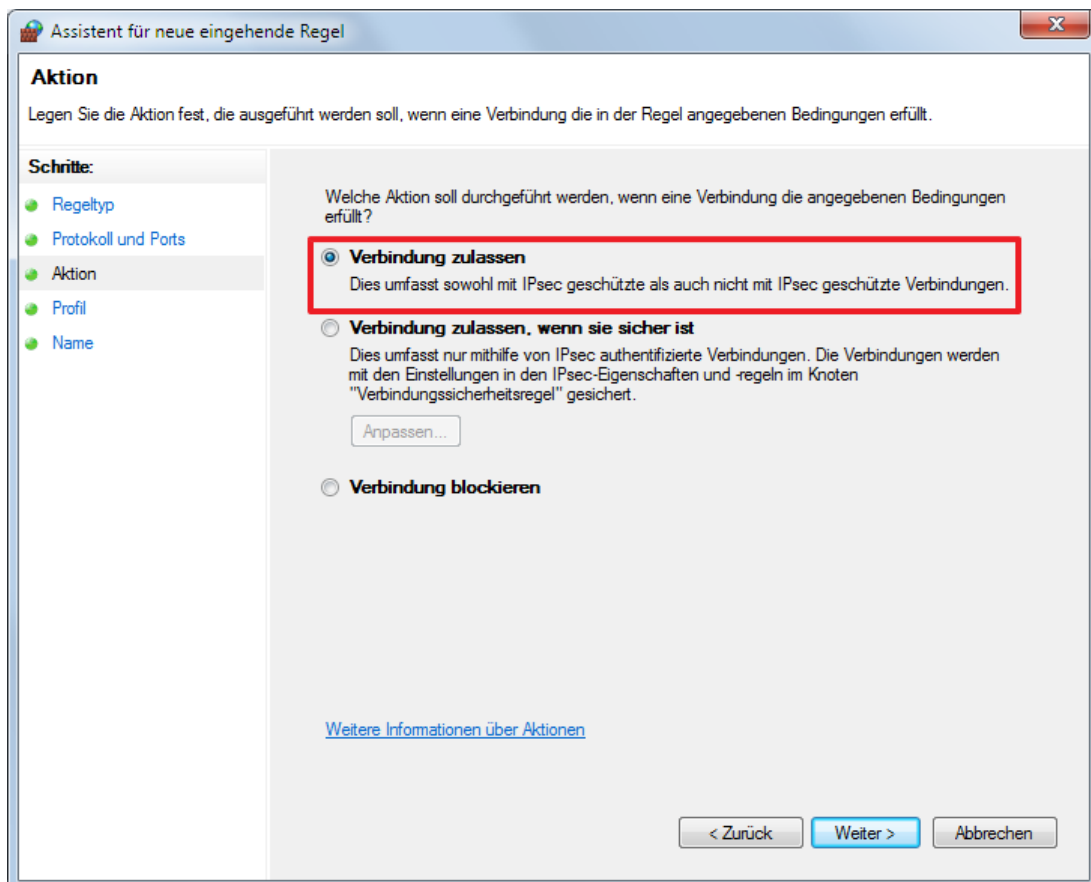 Assistent für neue eingehende Regel
Aktion
Legen Sie die Aktion fest, die ausgeführt werden soll, wenn eine Verbindung die in der Regel angegebenen Bedingungen erfüllt.
Schritte:
Regeltyp
Protokoll und Ports
Aktion
Profil
Name
Welche Aktion soll durchgeführt werden, wenn eine Verbindung die angegebenen Bedingungen
erfüllt?
Verbindung zulassen
Dies umfasst sowohl mit IPsec geschützte als auch nicht mit IPsec geschützte Verbindungen.
Verbindung zulassen, wenn sie sicher ist
Dies umfasst nur mithilfe von IPsec authentifizierte Verbindungen. Die Verbindungen werden
mit den Einstellungen in den IPsec-Eigenschaften und -regeln im Knoten
"Verbindungssicherheitsregel" gesichert.
Anpassen...
Verbindung blockieren
Weitere Informationen über Aktionen
< Zurück
Weiter >
Abbrechen